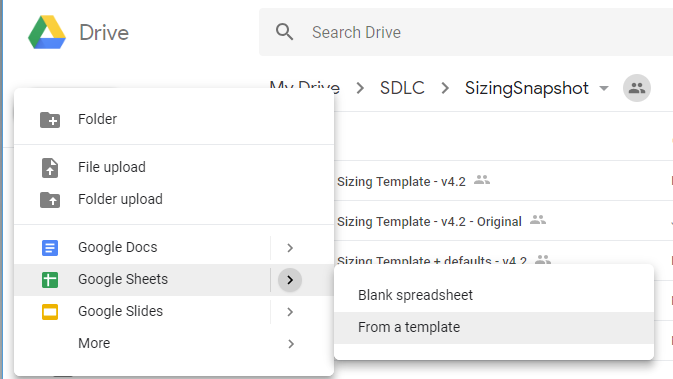 Drive
Search Drive
My Drive > SDLC > SizingSnapshot
Folder
File upload
Sizing Template - v4.2
Folder upload
Sizing Template - v4.2 - Original
Google Docs
Sizing Template + defaults - v4.2
Google Sheets
Blank spreadsheet
Google Slides
From a template
More